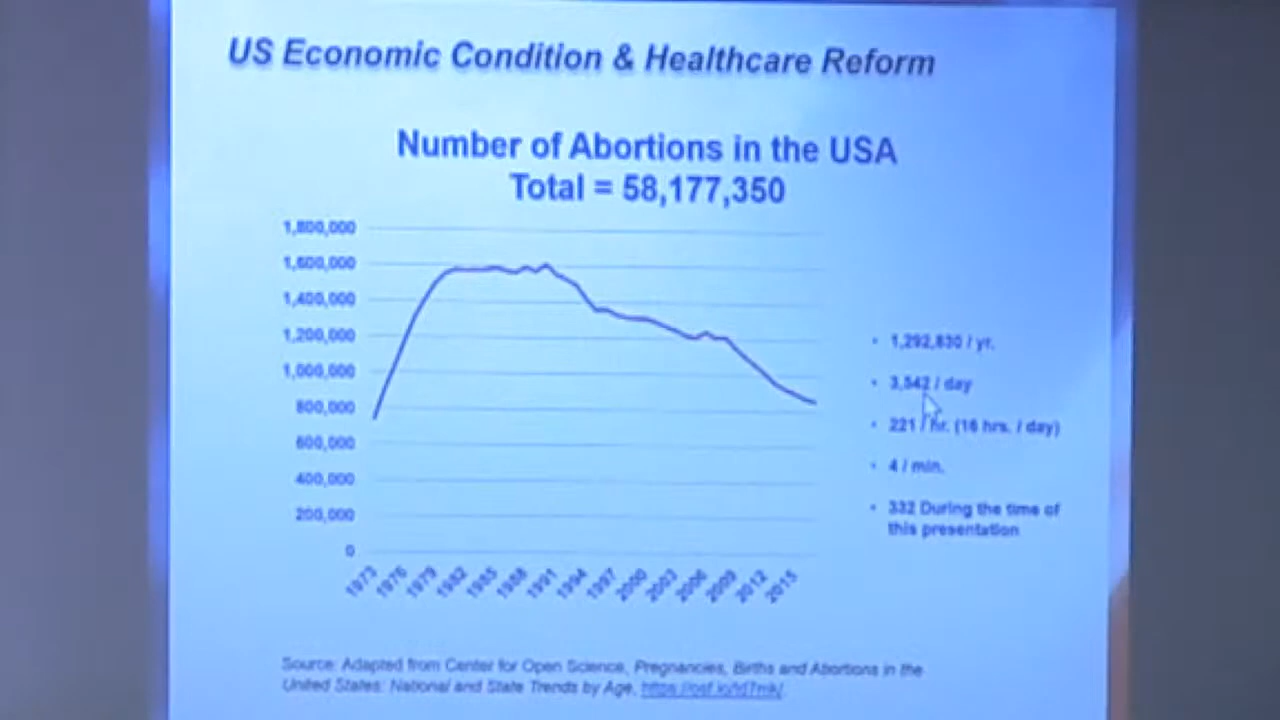 US Economic Condition & Healthcare Reform
Number of Abortions in the USA
Total = 58,177,350
1,800,000
1,600,000
1,400,000
1,200,000
1,000,000
800,000
600,000
400,000
200,000
0
1973
1976
1979
1982
1985
1988
1991
1994
1997
2000
2003
2006
2009
2012
2015
• 1,292,830 / yr.
• 3,542 / day
• 221 / hr. (16 hrs. / day)
• 4 / min.
• 332 During the time of
this presentation
Source: Adapted from Center for Open Science, Pregnancies, Births and Abortions in the
United States: National and State Trends by Age,